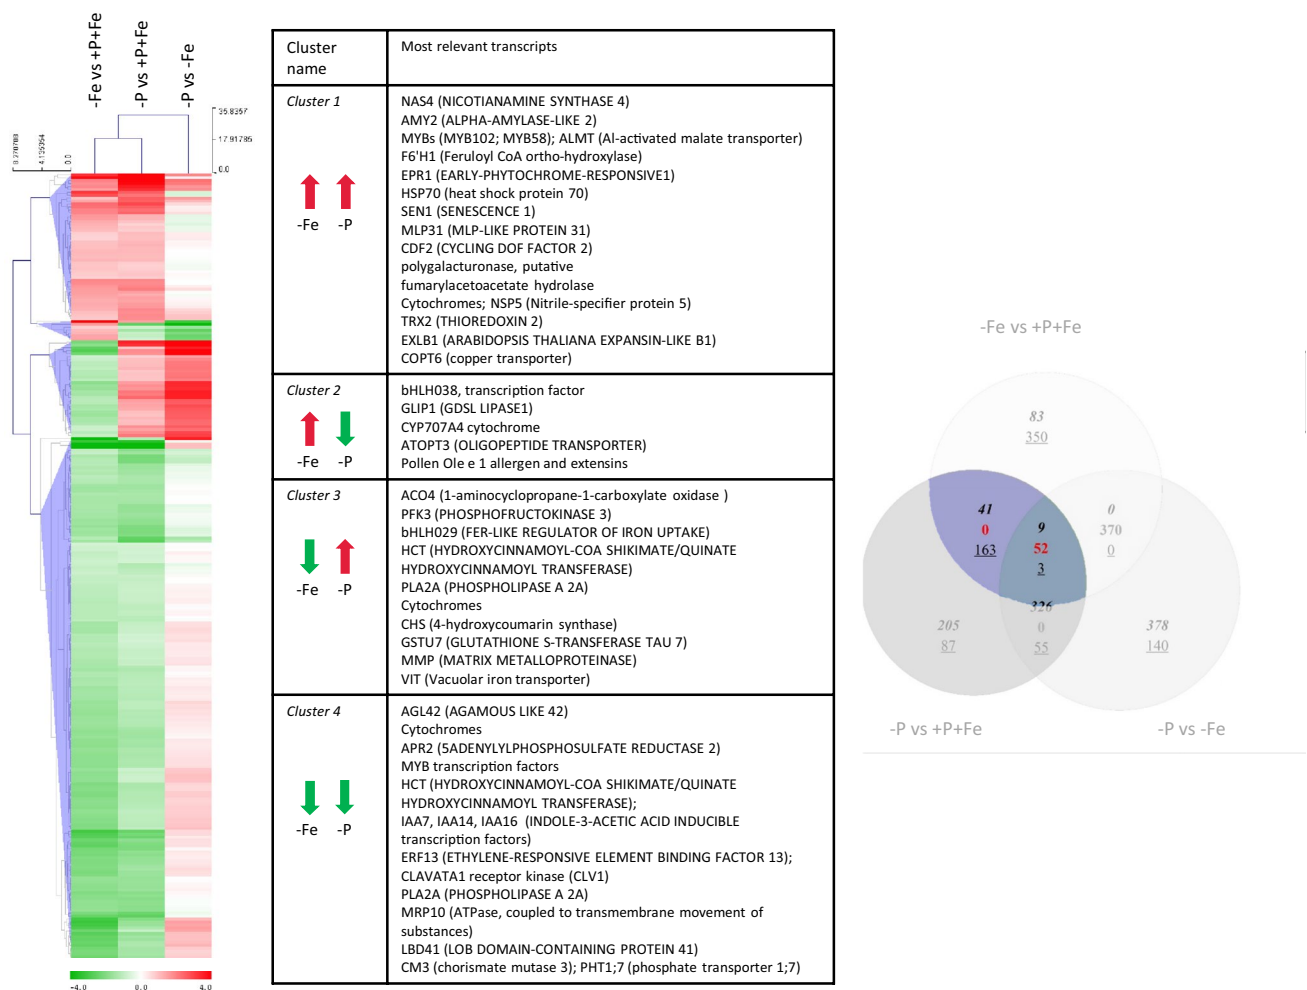 -Fe vs +P+Fe
-P vs +P+Fe
-P vs -Fe
35.8357
17.91785
0.0
8.270708
4.135354
0.0
-4.0
0.0
4.0
Cluster name
Most relevant transcripts
Cluster 1
-Fe -P
NAS4 (NICOTIANAMINE SYNTHASE 4)
AMY2 (ALPHA-AMYLASE-LIKE 2)
MYBs (MYB102; MYB58); ALMT (Al-activated malate transporter)
F6'H1 (Feruloyl CoA ortho-hydroxylase)
EPR1 (EARLY-PHYTOCHROME-RESPONSIVE1)
HSP70 (heat shock protein 70)
SEN1 (SENESCENCE 1)
MLP31 (MLP-LIKE PROTEIN 31)
CDF2 (CYCLING DOF FACTOR 2)
polygalacturonase, putative
fumarylacetoacetate hydrolase
Cytochromes; NSP5 (Nitrile-specifier protein 5)
TRX2 (THIOREDOXIN 2)
EXLB1 (ARABIDOPSIS THALIANA EXPANSIN-LIKE B1)
COPT6 (copper transporter)
Cluster 2
-Fe -P
bHLH038, transcription factor
GLIP1 (GDSL LIPASE1)
CYP707A4 cytochrome
ATOPT3 (OLIGOPEPTIDE TRANSPORTER)
Pollen Ole e 1 allergen and extensins
Cluster 3
-Fe -P
ACO4 (1-aminocyclopropane-1-carboxylate oxidase )
PFK3 (PHOSPHOFRUCTOKINASE 3)
bHLH029 (FER-LIKE REGULATOR OF IRON UPTAKE)
HCT (HYDROXYCINNAMOYL-COA SHIKIMATE/QUINATE
HYDROXYCINNAMOYL TRANSFERASE)
PLA2A (PHOSPHOLIPASE A 2A)
Cytochromes
CHS (4-hydroxycoumarin synthase)
GSTU7 (GLUTATHIONE S-TRANSFERASE TAU 7)
MMP (MATRIX METALLOPROTEINASE)
VIT (Vacuolar iron transporter)
Cluster 4
-Fe -P
AGL42 (AGAMOUS LIKE 42)
Cytochromes
APR2 (5ADENYLYLPHOSPHOSULFATE REDUCTASE 2)
MYB transcription factors
HCT (HYDROXYCINNAMOYL-COA SHIKIMATE/QUINATE
HYDROXYCINNAMOYL TRANSFERASE);
IAA7, IAA14, IAA16 (INDOLE-3-ACETIC ACID INDUCIBLE
transcription factors)
ERF13 (ETHYLENE-RESPONSIVE ELEMENT BINDING FACTOR 13);
CLAVATA1 receptor kinase (CLV1)
PLA2A (PHOSPHOLIPASE A 2A)
MRP10 (ATPase, coupled to transmembrane movement of
substances)
LBD41 (LOB DOMAIN-CONTAINING PROTEIN 41)
CM3 (chorismate mutase 3); PHT1;7 (phosphate transporter 1;7)
-Fe vs +P+Fe
83
350
41
0
163
9
52
3
0
370
0
326
0
55
205
87
378
140
-P vs +P+Fe
-P vs -Fe